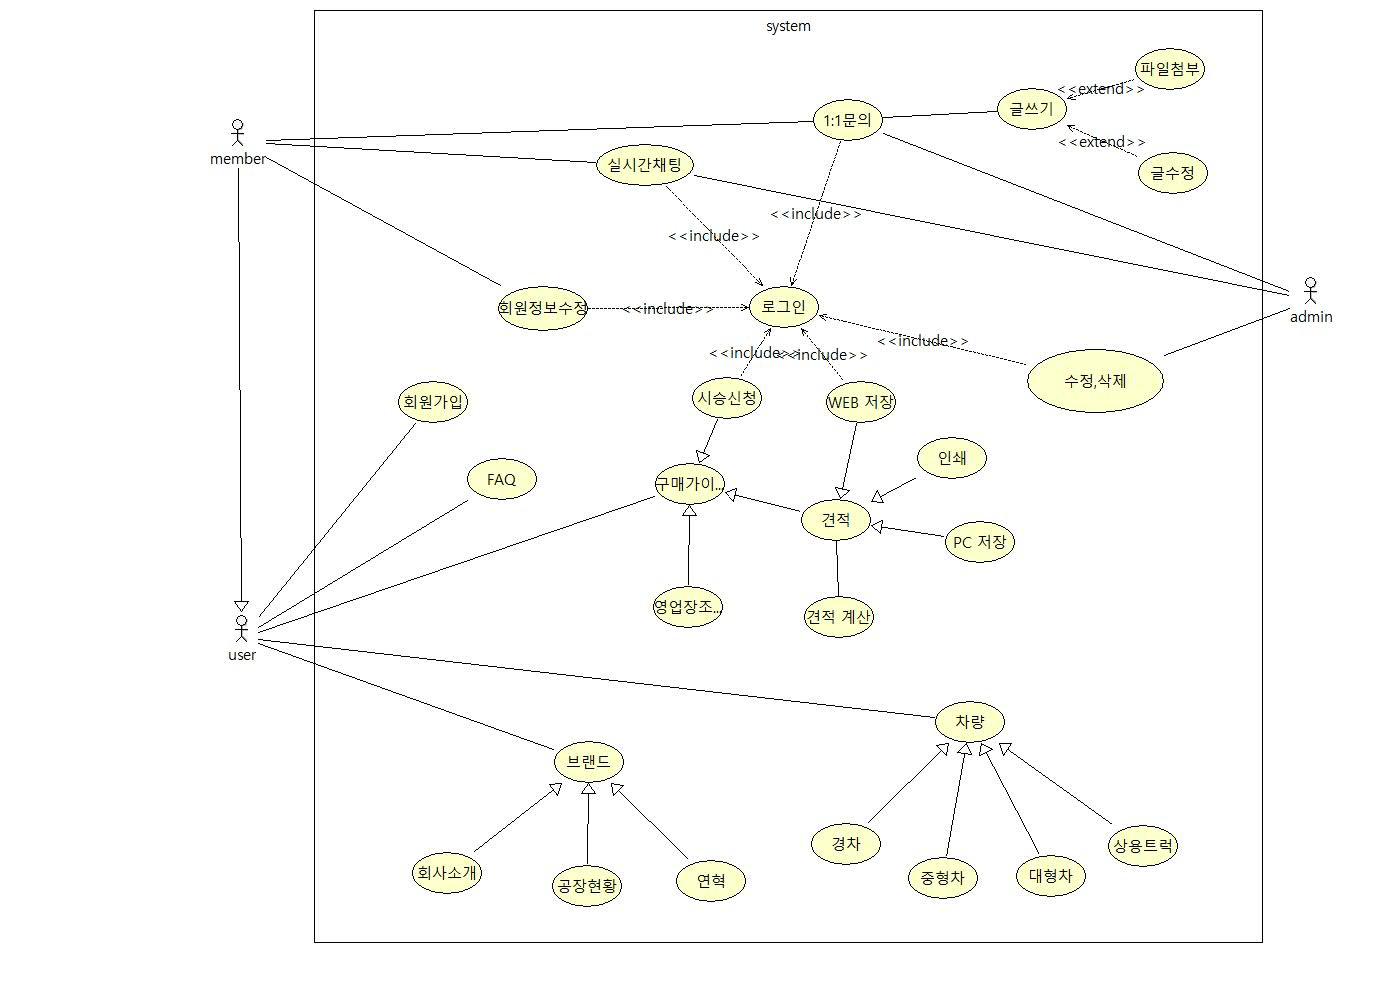 system
파일첨부
<<extend>>
글쓰기
1:1문의
<<extend>>
member
실시간채팅
글수정
<<include>>
<<include>>
회원정보수정
<<include>>
로그인
admin
<<include>>
<<include>>
<<include>>
수정,삭제
회원가입
시승신청
WEB 저장
인쇄
FAQ
구매가이...
견적
PC 저장
영업장조...
견적 계산
user
차량
브랜드
경차
상용트럭
회사소개
공장현황
연혁
중형차
대형차